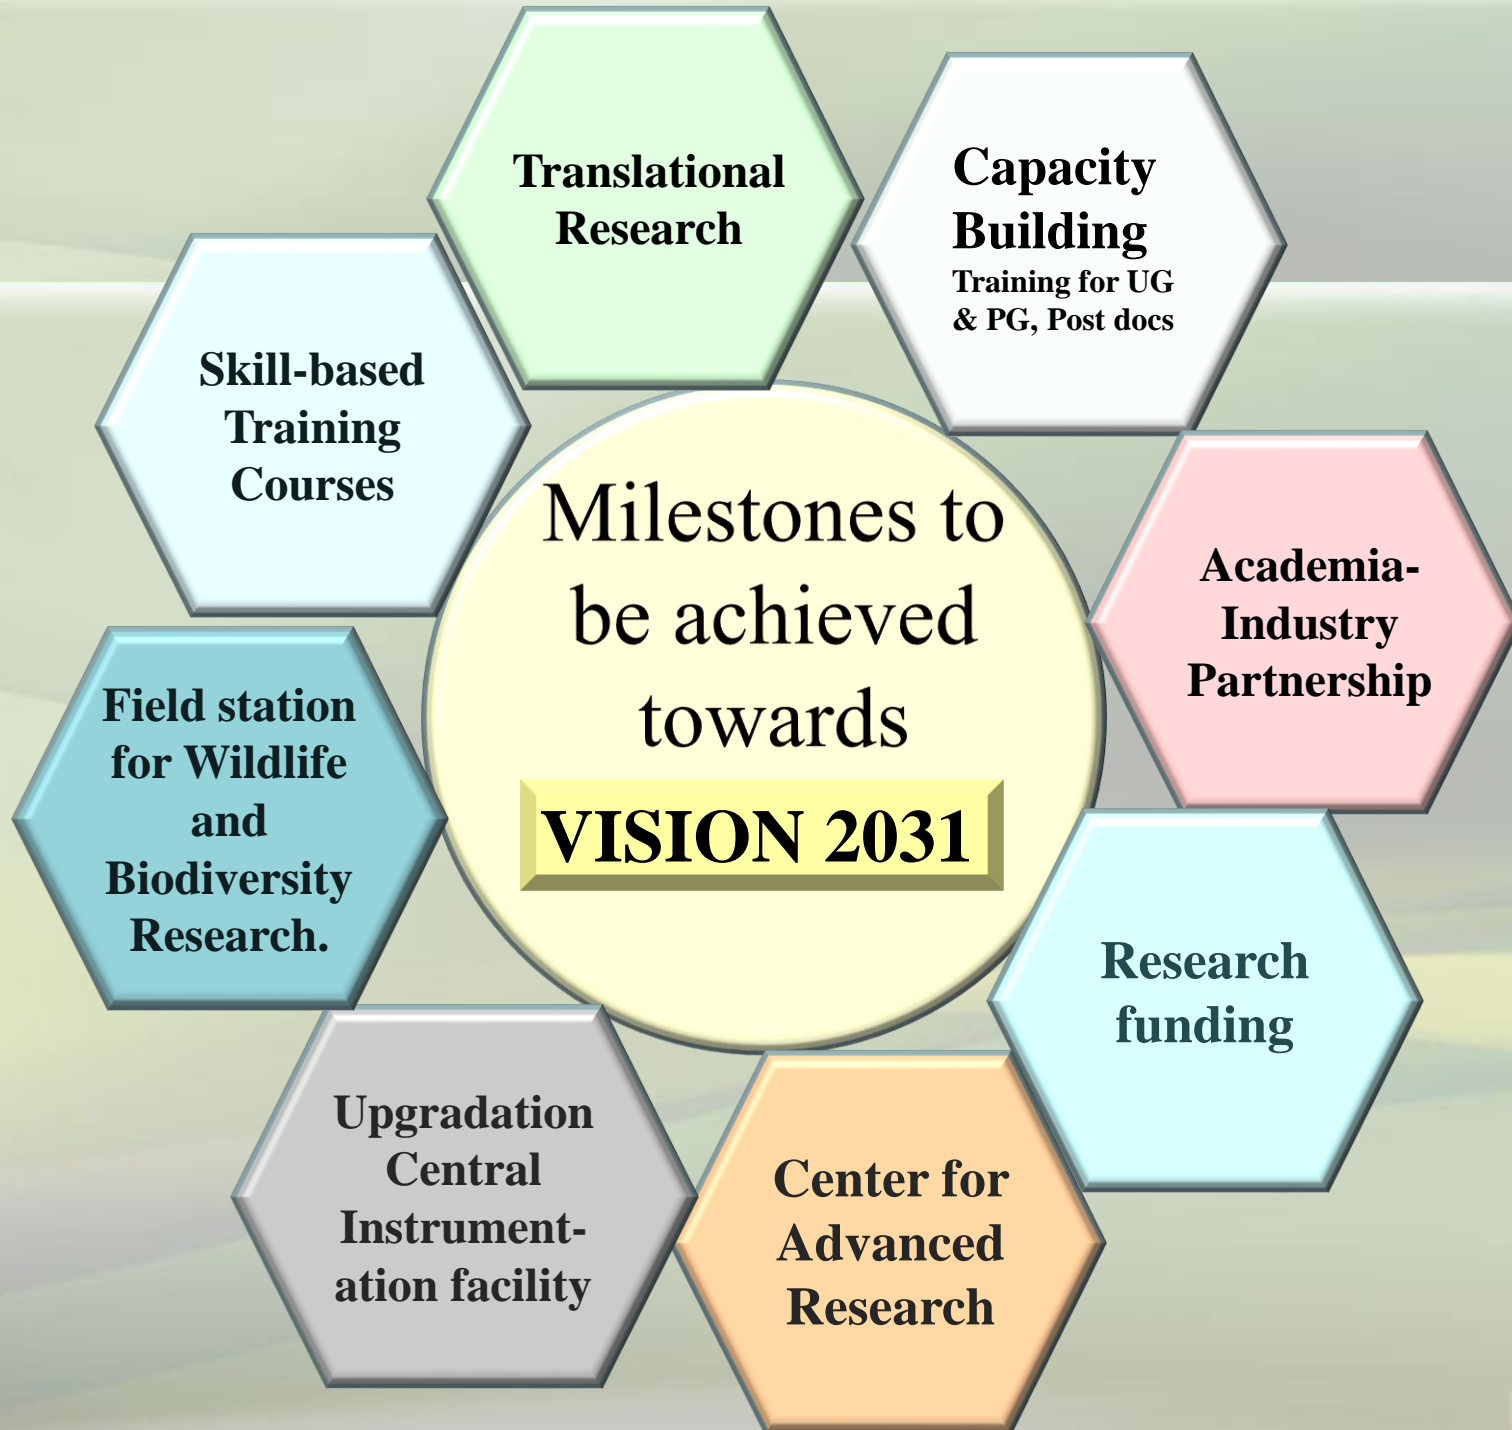 Translational
Research
Capacity
Building
Training for UG
& PG, Post docs
Skill-based
Training
Courses
Milestones to
be achieved
towards
VISION 2031
Academia-
Industry
Partnership
Field station
for Wildlife
and
Biodiversity
Research.
Research
funding
Upgradation
Central
Instrument-
ation facility
Center for
Advanced
Research